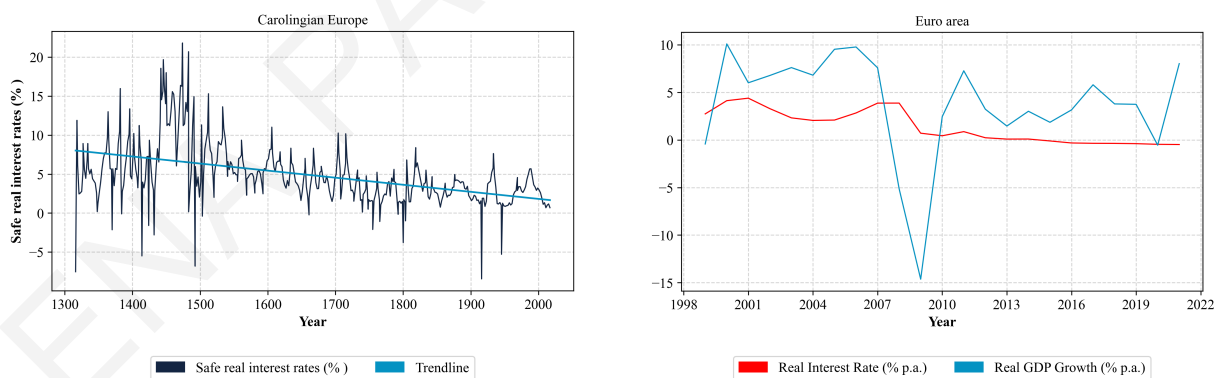 Carolingian Europe
Safe real interest rates (% )
20
15
10
5
0
−5
1300 1400 1500 1600 1700 1800 1900 2000
Year
Safe real interest rates (% ) Trendline
Euro area
10
5
0
−5
−10
−15
1998 2001 2004 2007 2010 2013 2016 2019 2022
Year
Real Interest Rate (% p.a.) Real GDP Growth (% p.a.)